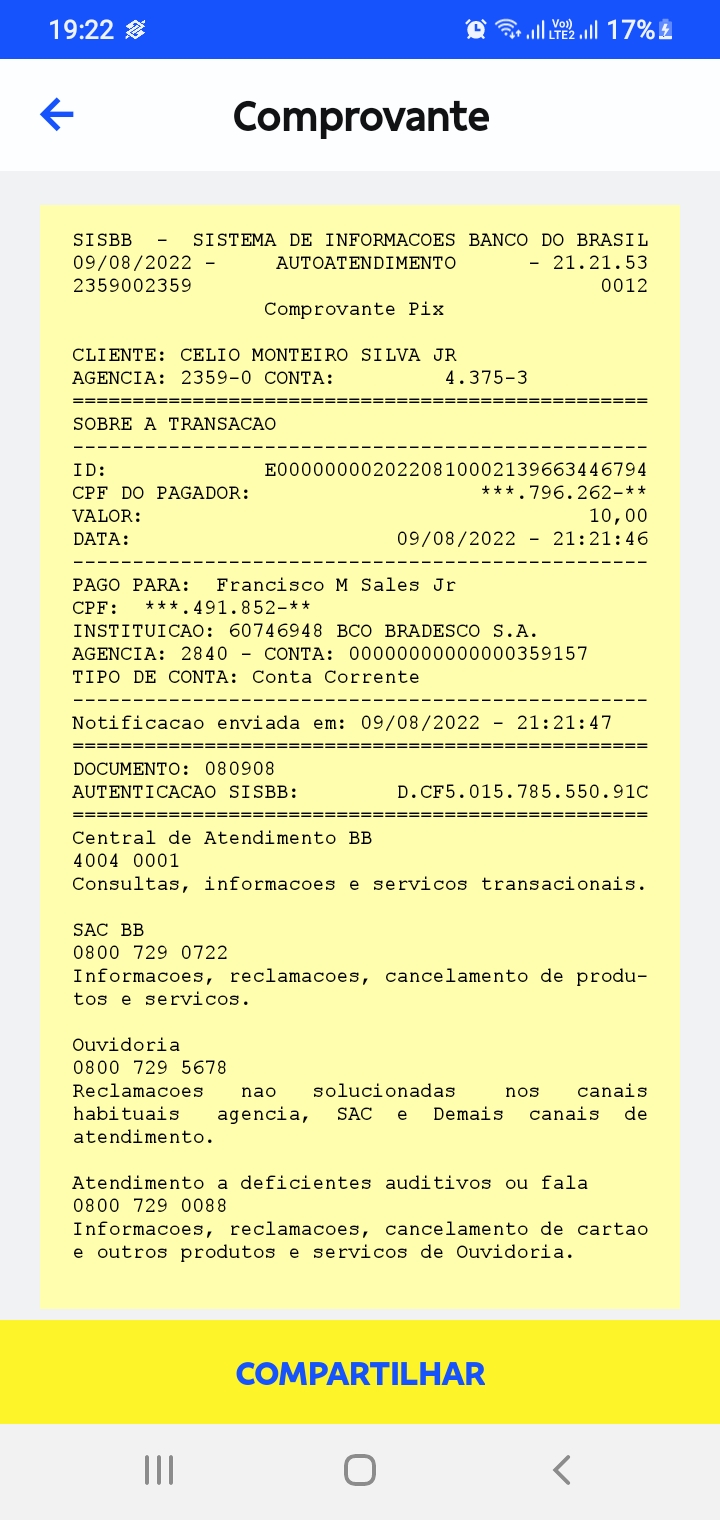 19:22 Vo)) LTE2 17%
Comprovante
SISBB - SISTEMA DE INFORMACOES BANCO DO BRASIL
09/08/2022 - AUTOATENDIMENTO - 21.21.53
2359002359 0012
Comprovante Pix
CLIENTE: CELIO MONTEIRO SILVA JR
AGENCIA: 2359-0 CONTA: 4.375-3
================================================
SOBRE A TRANSACAO
------------------------------------------------
ID: E00000000202208100002139663446794
CPF DO PAGADOR: ***.796.262-**
VALOR: 10,00
DATA: 09/08/2022 - 21:21:46
------------------------------------------------
PAGO PARA: Francisco M Sales Jr
CPF: ***.491.852-**
INSTITUICAO: 60746948 BCO BRADESCO S.A.
AGENCIA: 2840 - CONTA: 00000000000000359157
TIPO DE CONTA: Conta Corrente
------------------------------------------------
Notificacao enviada em: 09/08/2022 - 21:21:47
================================================
DOCUMENTO: 080908
AUTENTICACAO SISBB: D.CF5.015.785.550.91C
================================================
Central de Atendimento BB
4004 0001
Consultas, informacoes e servicos transacionais.
SAC BB
0800 729 0722
Informacoes, reclamacoes, cancelamento de produ-
tos e servicos.
Ouvidoria
0800 729 5678
Reclamacoes nao solucionadas nos canais
habituais agencia, SAC e Demais canais de
atendimento.
Atendimento a deficientes auditivos ou fala
0800 729 0088
Informacoes, reclamacoes, cancelamento de cartao
e outros produtos e servicos de Ouvidoria.
COMPARTILHAR